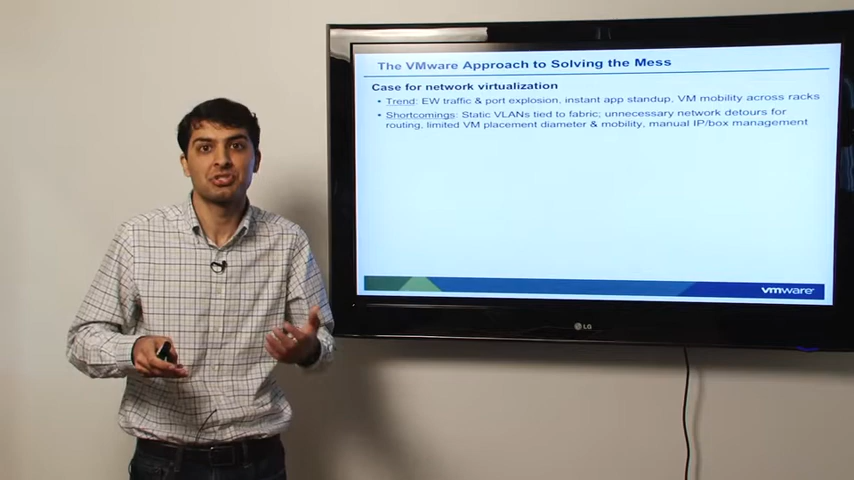 The VMware Approach to Solving the Mess
Case for network virtualization
• Trend: EW traffic & port explosion, instant app standup, VM mobility across racks
• Shortcomings: Static VLANs tied to fabric; unnecessary network detours for
routing, limited VM placement diameter & mobility, manual IP/box management
vmware
LG